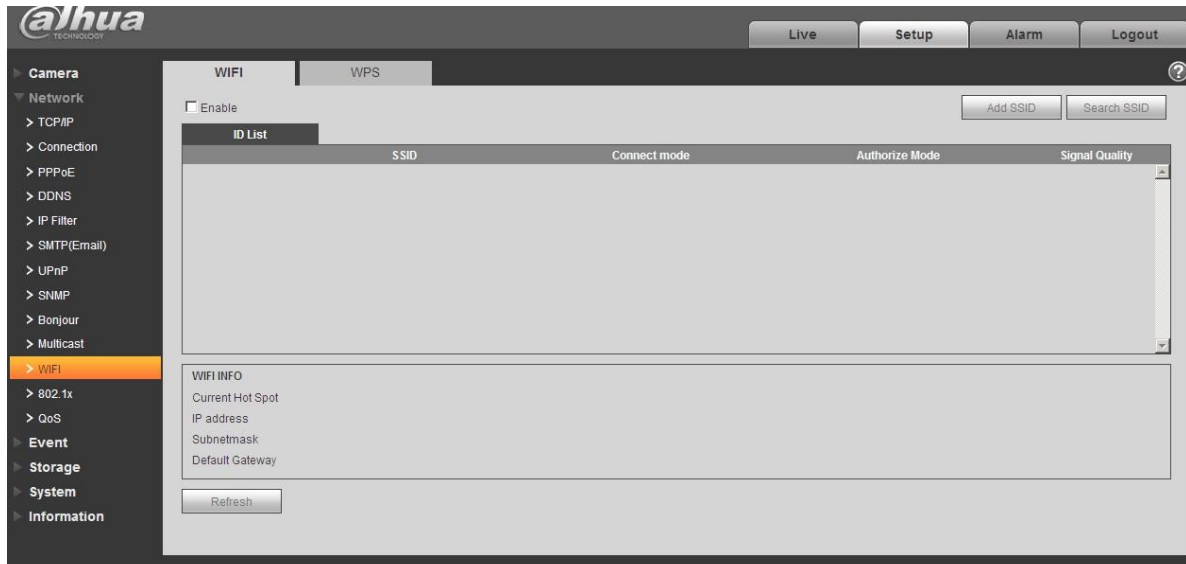 alhua
TECHNOLOGY
Live Setup Alarm Logout
Camera
Network
> TCP/IP
> Connection
> PPPoE
> DDNS
> IP Filter
> SMTP(Email)
> UPnP
> SNMP
> Bonjour
> Multicast
> WIFI
> 802.1x
> QoS
Event
Storage
System
Information
WIFI WPS
?
Enable Add SSID Search SSID
ID List
SSID Connect mode Authorize Mode Signal Quality
WIFI INFO
Current Hot Spot
IP address
Subnetmask
Default Gateway
Refresh